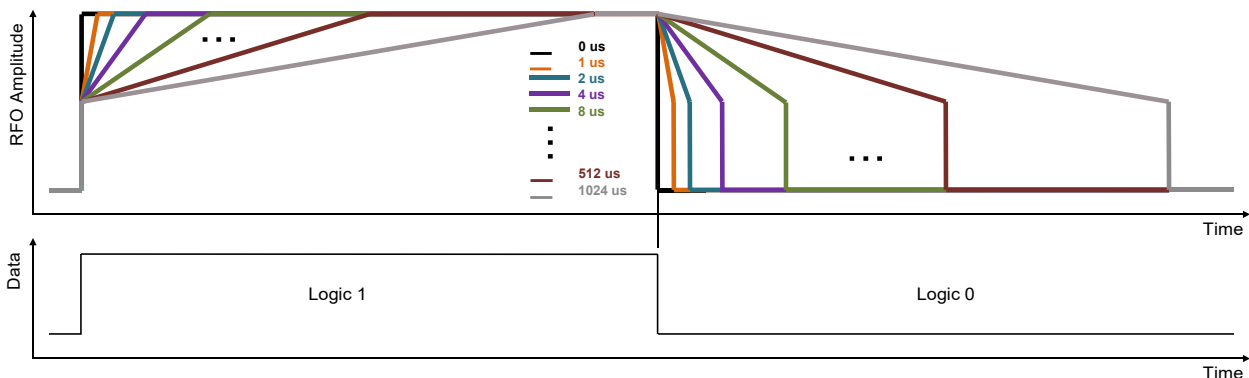 RFO Amplitude
0 us
1 us
2 us
4 us
8 us
512 us
1024 us
Time
Data
Logic 1
Logic 0
Time